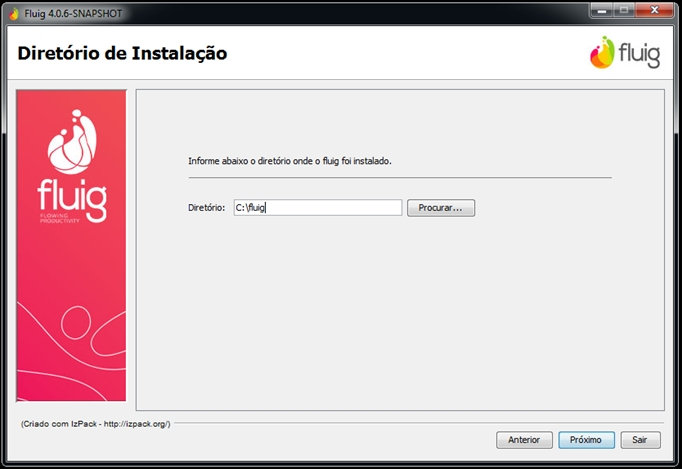 Fluig 4.0.6-SNAPSHOT
Diretório de Instalação
fluig
fluig
FLOWING
PRODUCTIVITY
Informe abaixo o diretório onde o fluig foi instalado.
Diretório: C:\fluig Procurar...
(Criado com IzPack - http://izpack.org/)
Anterior Próximo Sair